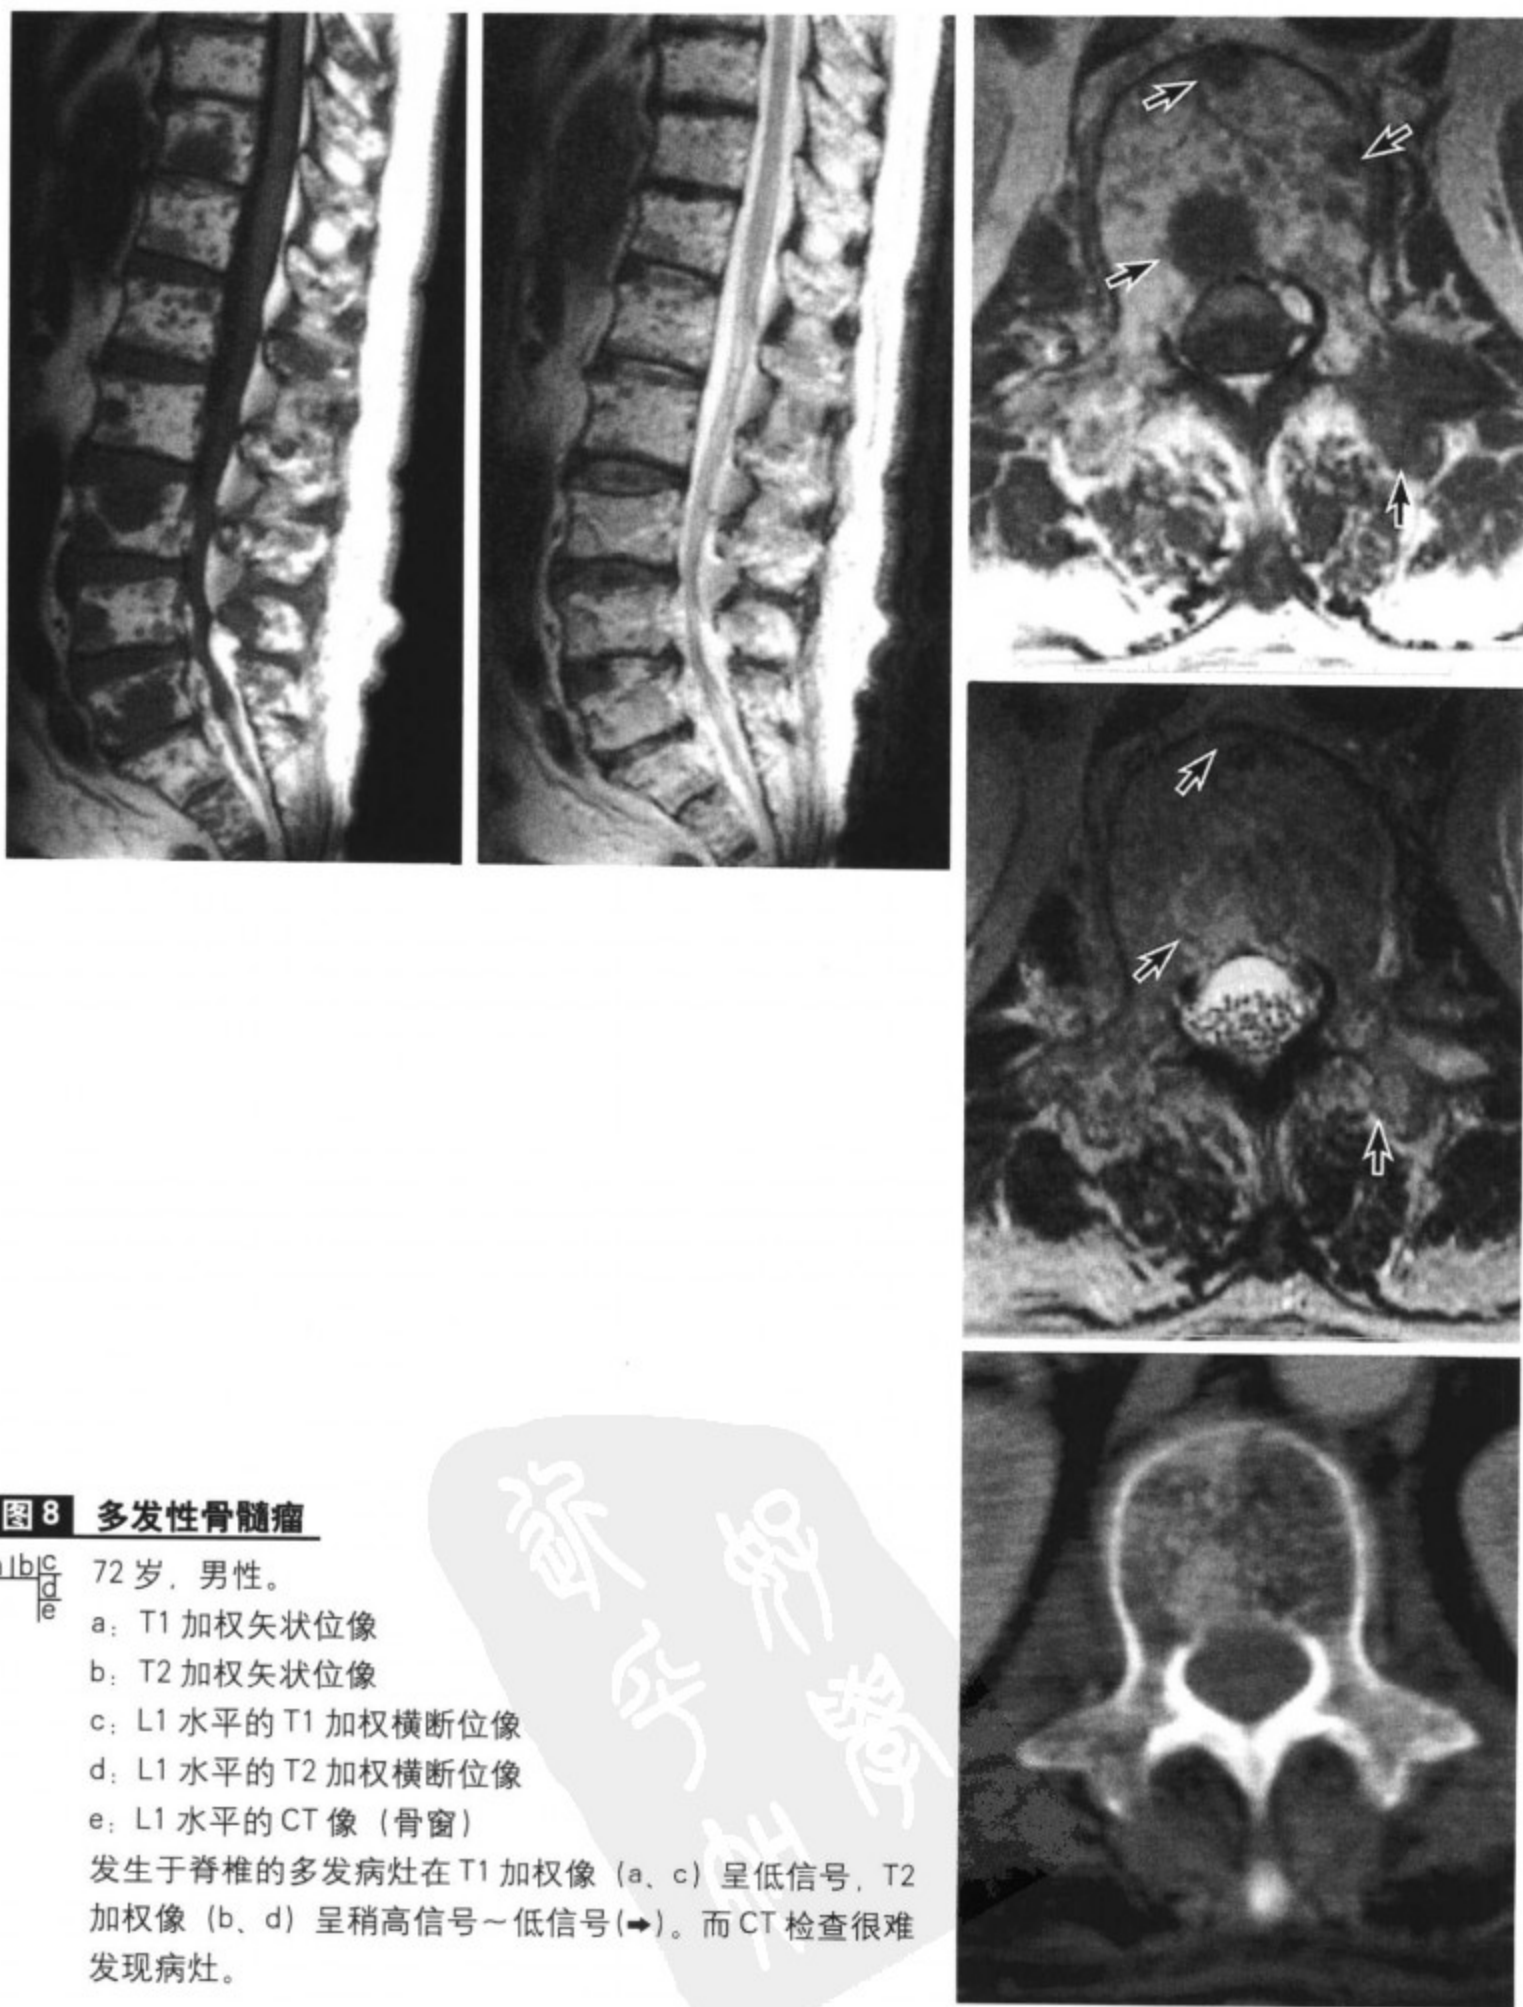 图 8 多发性骨髓瘤
a|b|c
d
e
72 岁，男性。
a：T1 加权矢状位像
b：T2 加权矢状位像
c：L1 水平的 T1 加权横断位像
d：L1 水平的 T2 加权横断位像
e：L1 水平的 CT 像（骨窗）
发生于脊椎的多发病灶在 T1 加权像（a、c）呈低信号，T2
加权像（b、d）呈稍高信号～低信号(➡)。而 CT 检查很难
发现病灶。